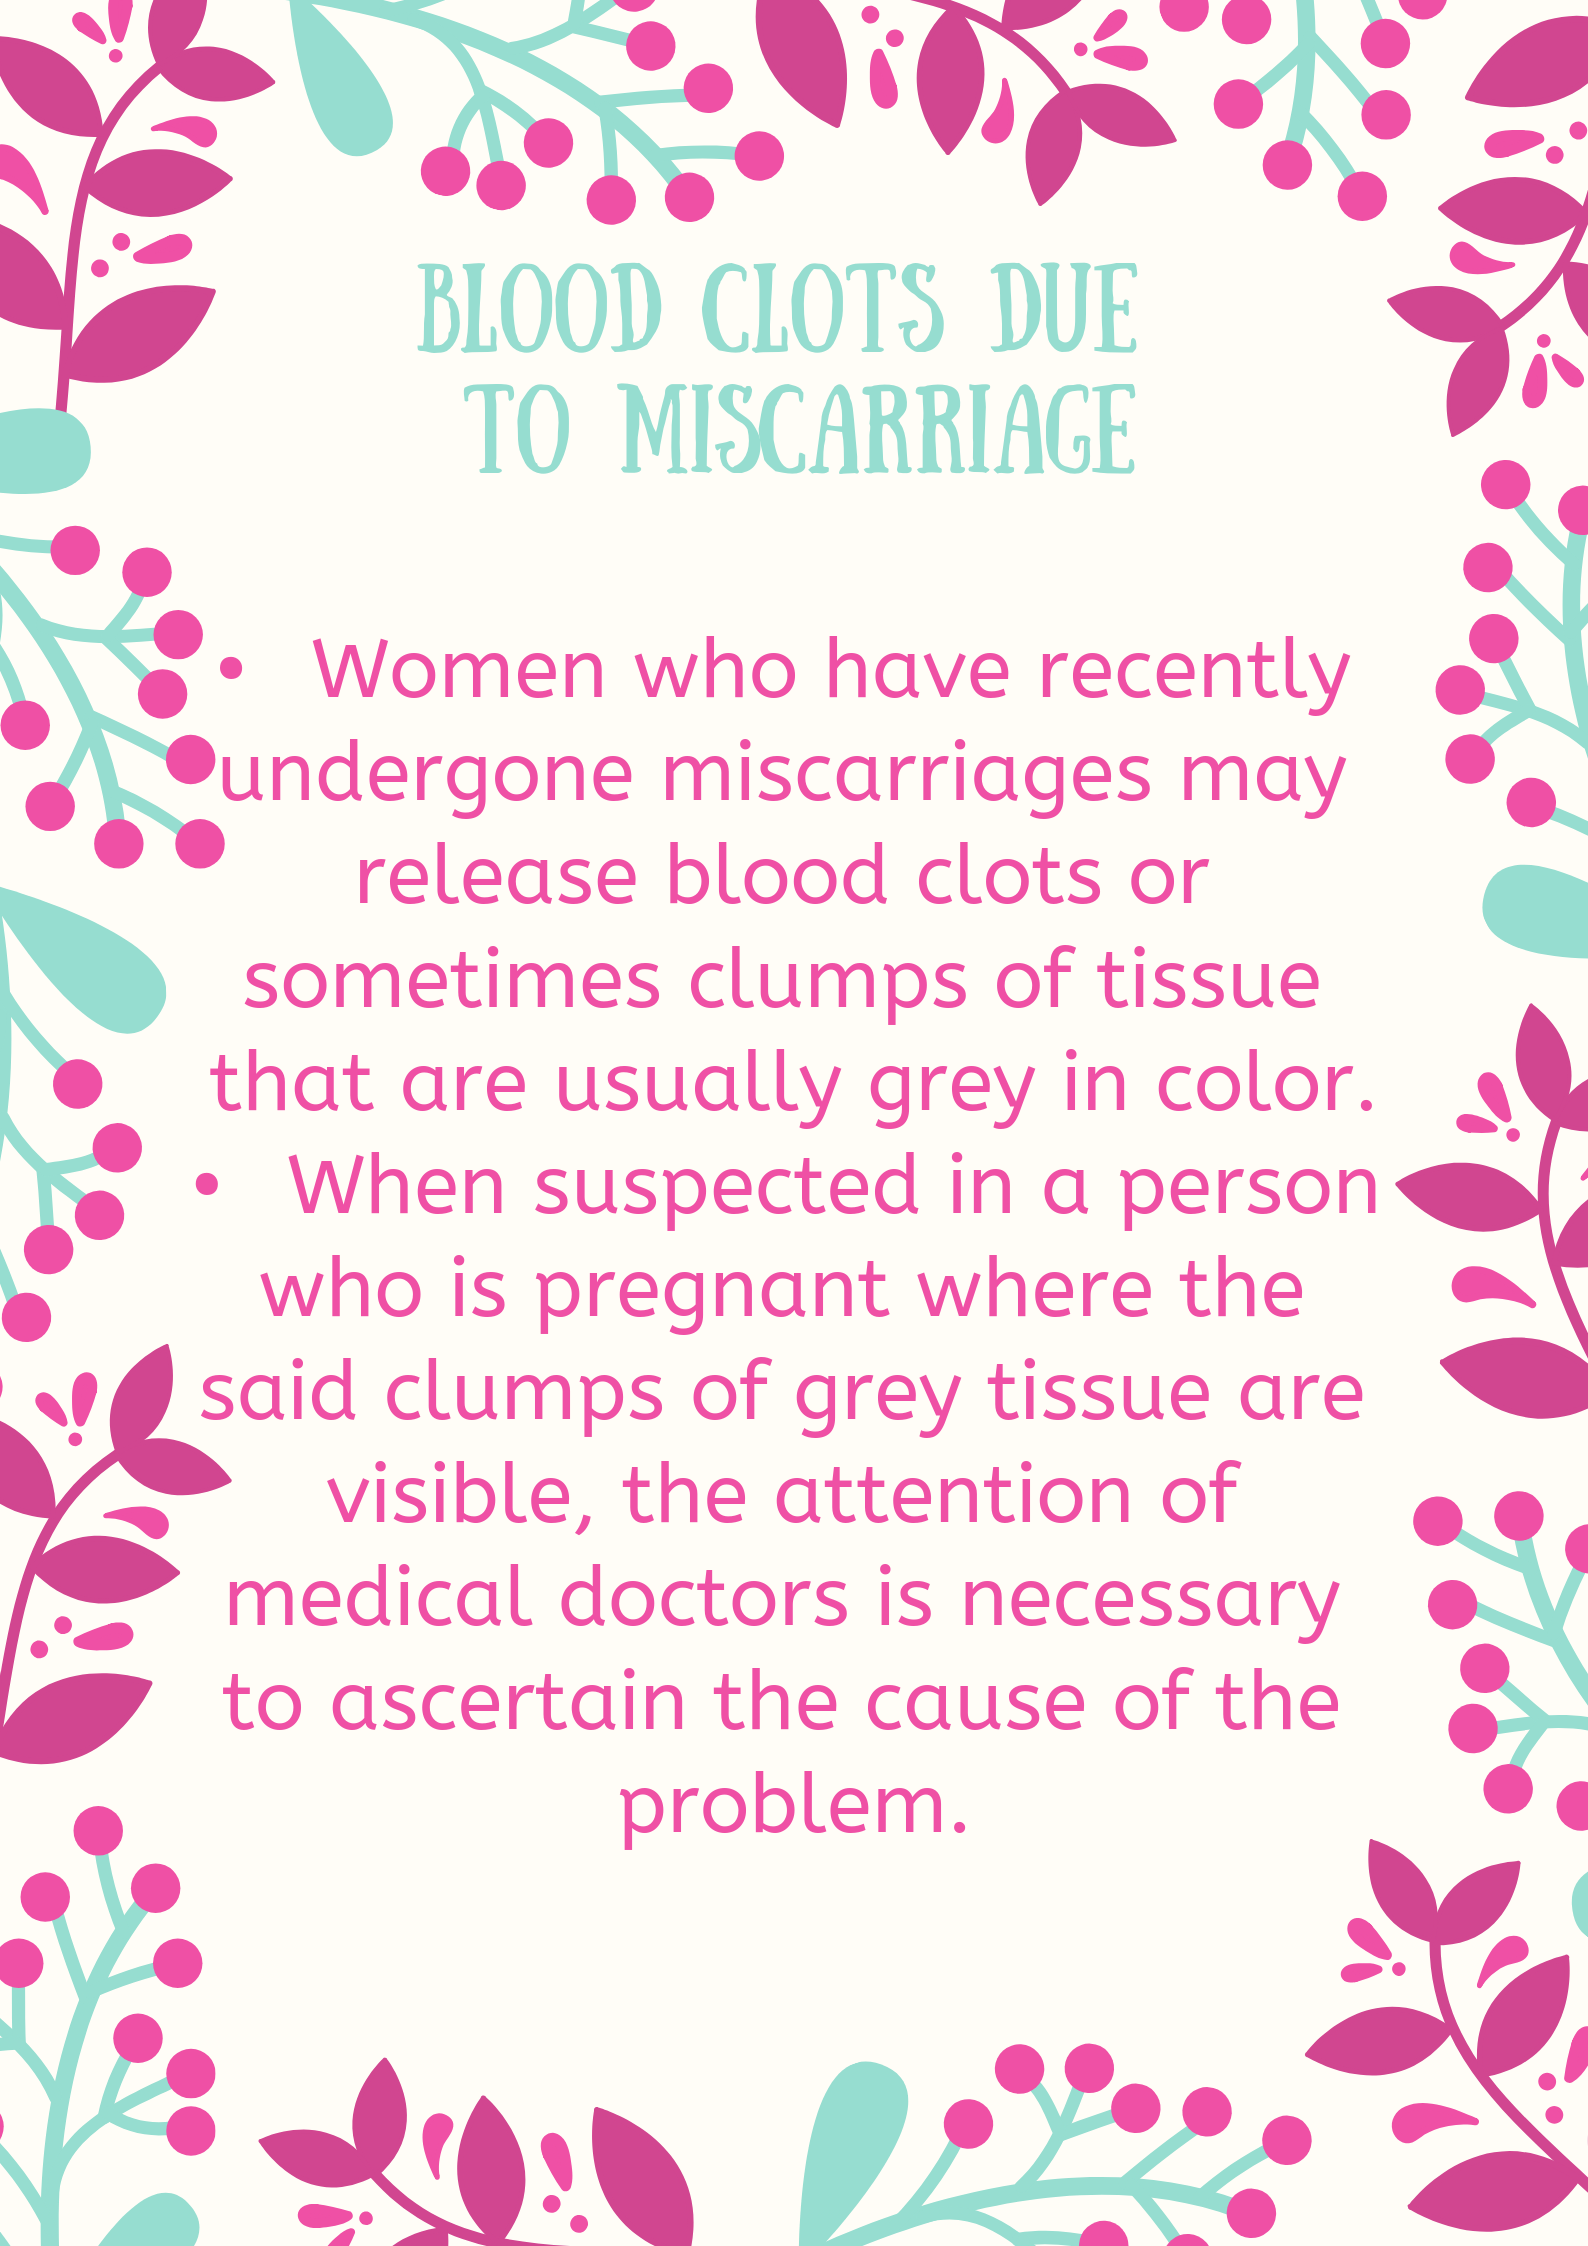 BLOOD CLOTS DUE
TO MISCARRIAGE
• Women who have recently
undergone miscarriages may
release blood clots or
sometimes clumps of tissue
that are usually grey in color.
• When suspected in a person
who is pregnant where the
said clumps of grey tissue are
visible, the attention of
medical doctors is necessary
to ascertain the cause of the
problem.